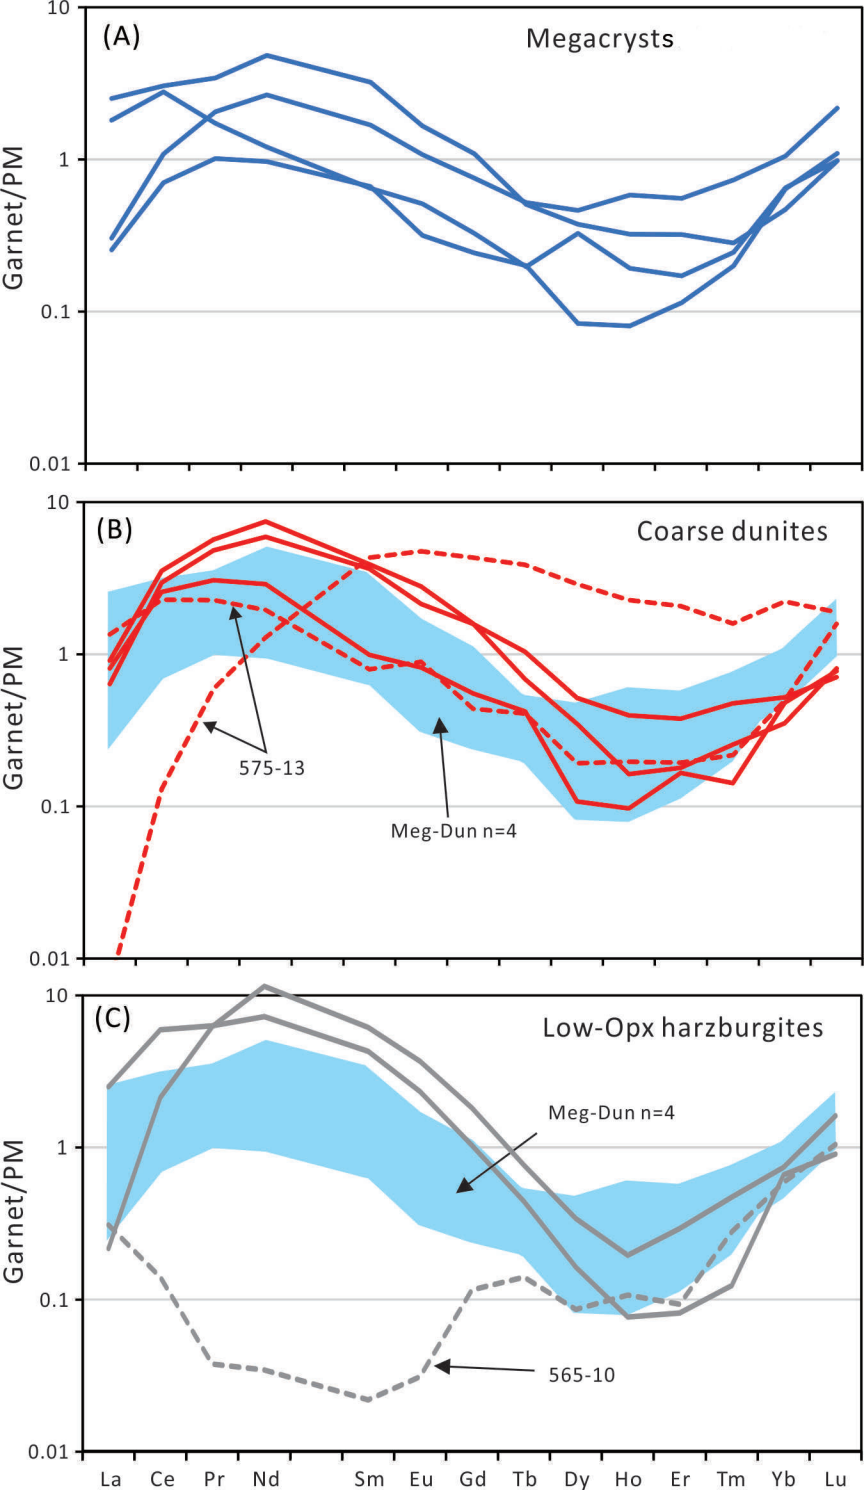 10
(A)
Megacrysts
1
Garnet/PM
0.1
0.01
10
(B)
Coarse dunites
1
Garnet/PM
575-13
0.1
Meg-Dun n=4
0.01
10
(C)
Low-Opx harzburgites
Meg-Dun n=4
1
Garnet/PM
0.1
565-10
0.01
La Ce Pr Nd Sm Eu Gd Tb Dy Ho Er Tm Yb Lu